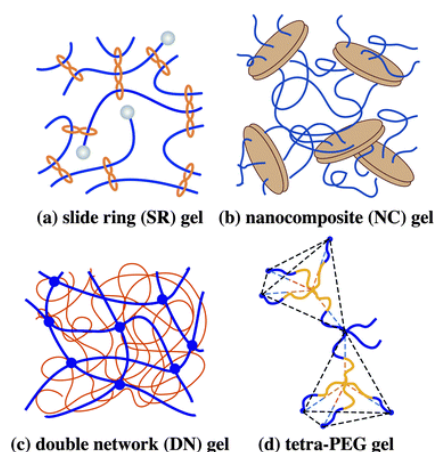 (a) slide ring (SR) gel
(b) nanocomposite (NC) gel
(c) double network (DN) gel
(d) tetra-PEG gel